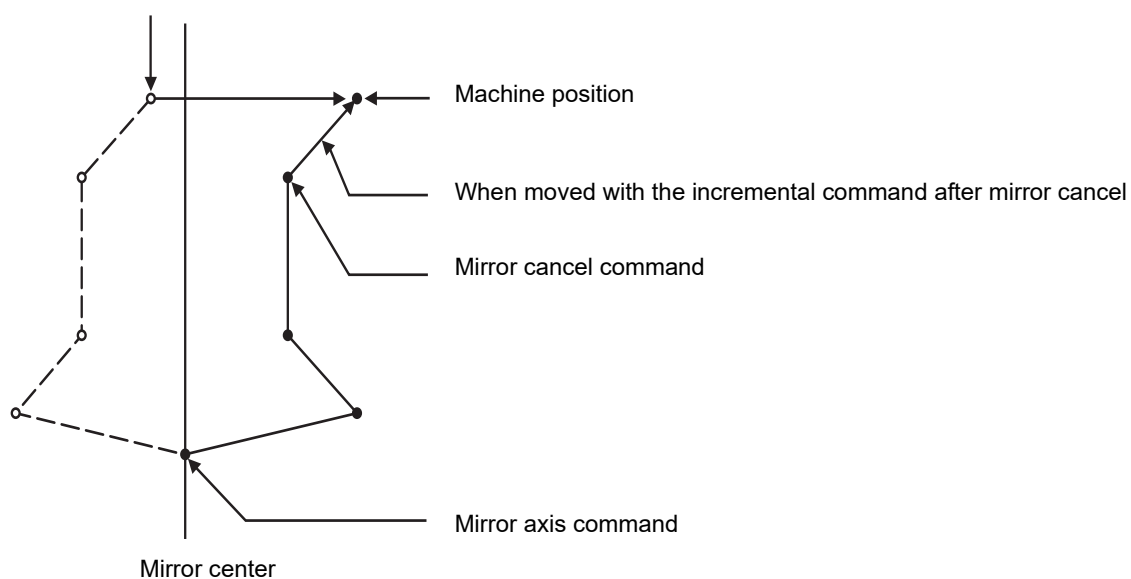 Machine position
When moved with the incremental command after mirror cancel
Mirror cancel command
Mirror axis command
Mirror center